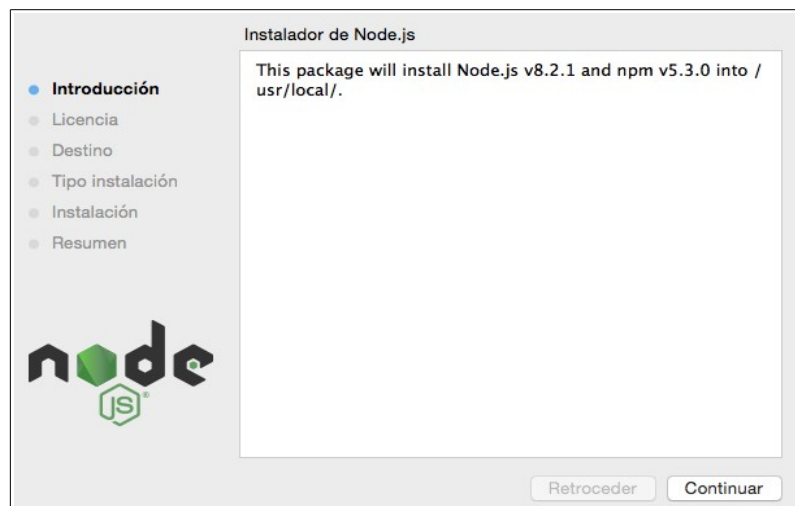 Instalador de Node.js
This package will install Node.js v8.2.1 and npm v5.3.0 into /
usr/local/.
Introducción
Licencia
Destino
Tipo instalación
Instalación
Resumen
node
JS®
Retroceder
Continuar